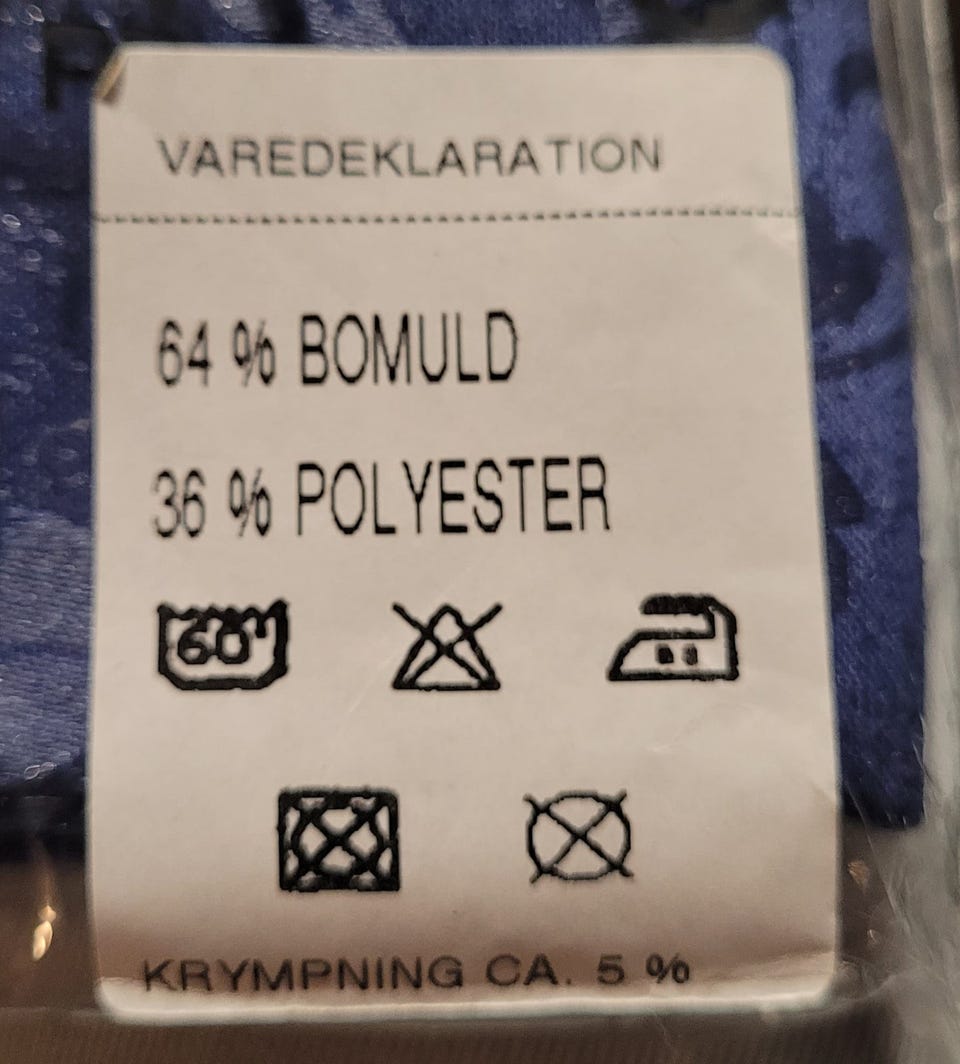 VAREDEKLARATION
64 % BOMULD
36 % POLYESTER
60°
KRYMPNING CA. 5 %